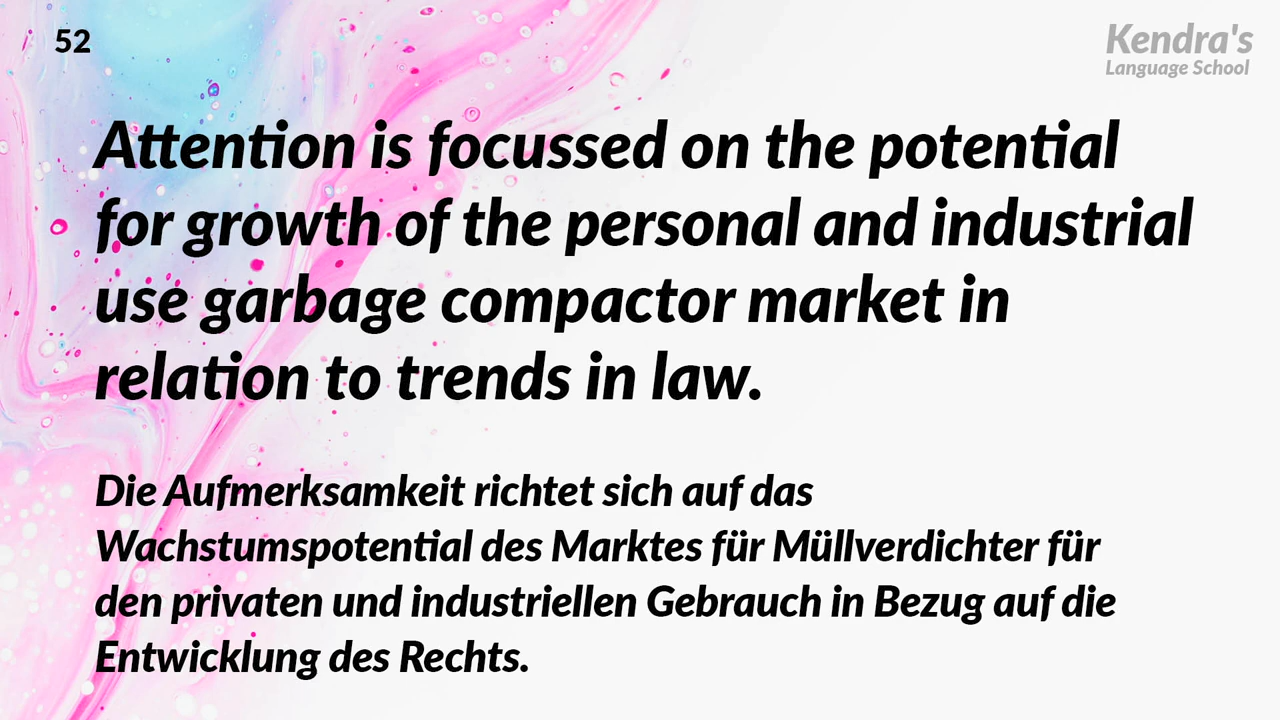 52
Kendra's
Language School
Attention is focussed on the potential
for growth of the personal and industrial
use garbage compactor market in
relation to trends in law.
Die Aufmerksamkeit richtet sich auf das
Wachstumspotential des Marktes für Müllverdichter für
den privaten und industriellen Gebrauch in Bezug auf die
Entwicklung des Rechts.